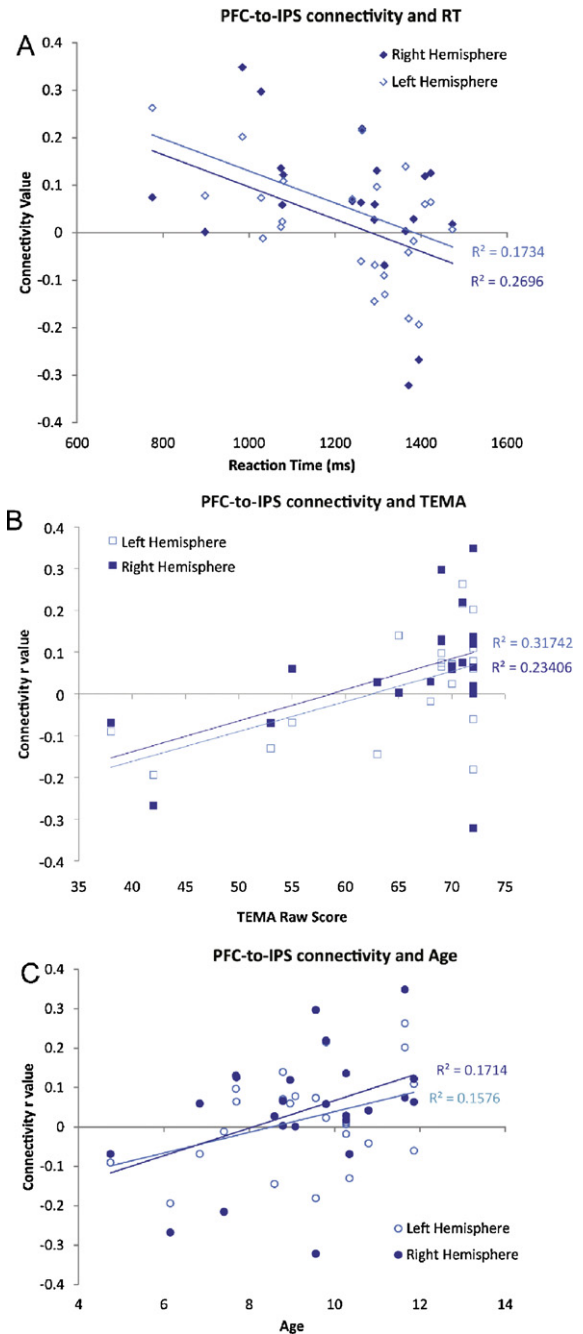 PFC-to-IPS connectivity and RT
A
Right Hemisphere
Left Hemisphere
0.4
0.3
0.2
0.1
0
-0.1
-0.2
-0.3
-0.4
Connectivity Value
R² = 0.1734
R² = 0.2696
600 800 1000 1200 1400 1600
Reaction Time (ms)
PFC-to-IPS connectivity and TEMA
B
Left Hemisphere
Right Hemisphere
0.4
0.3
0.2
0.1
0
-0.1
-0.2
-0.3
-0.4
Connectivity r value
R² = 0.31742
R² = 0.23406
35 40 45 50 55 60 65 70 75
TEMA Raw Score
PFC-to-IPS connectivity and Age
C
0.4
0.3
0.2
0.1
0
-0.1
-0.2
-0.3
-0.4
Connectivity r value
R² = 0.1714
R² = 0.1576
Left Hemisphere
Right Hemisphere
4 6 8 10 12 14
Age